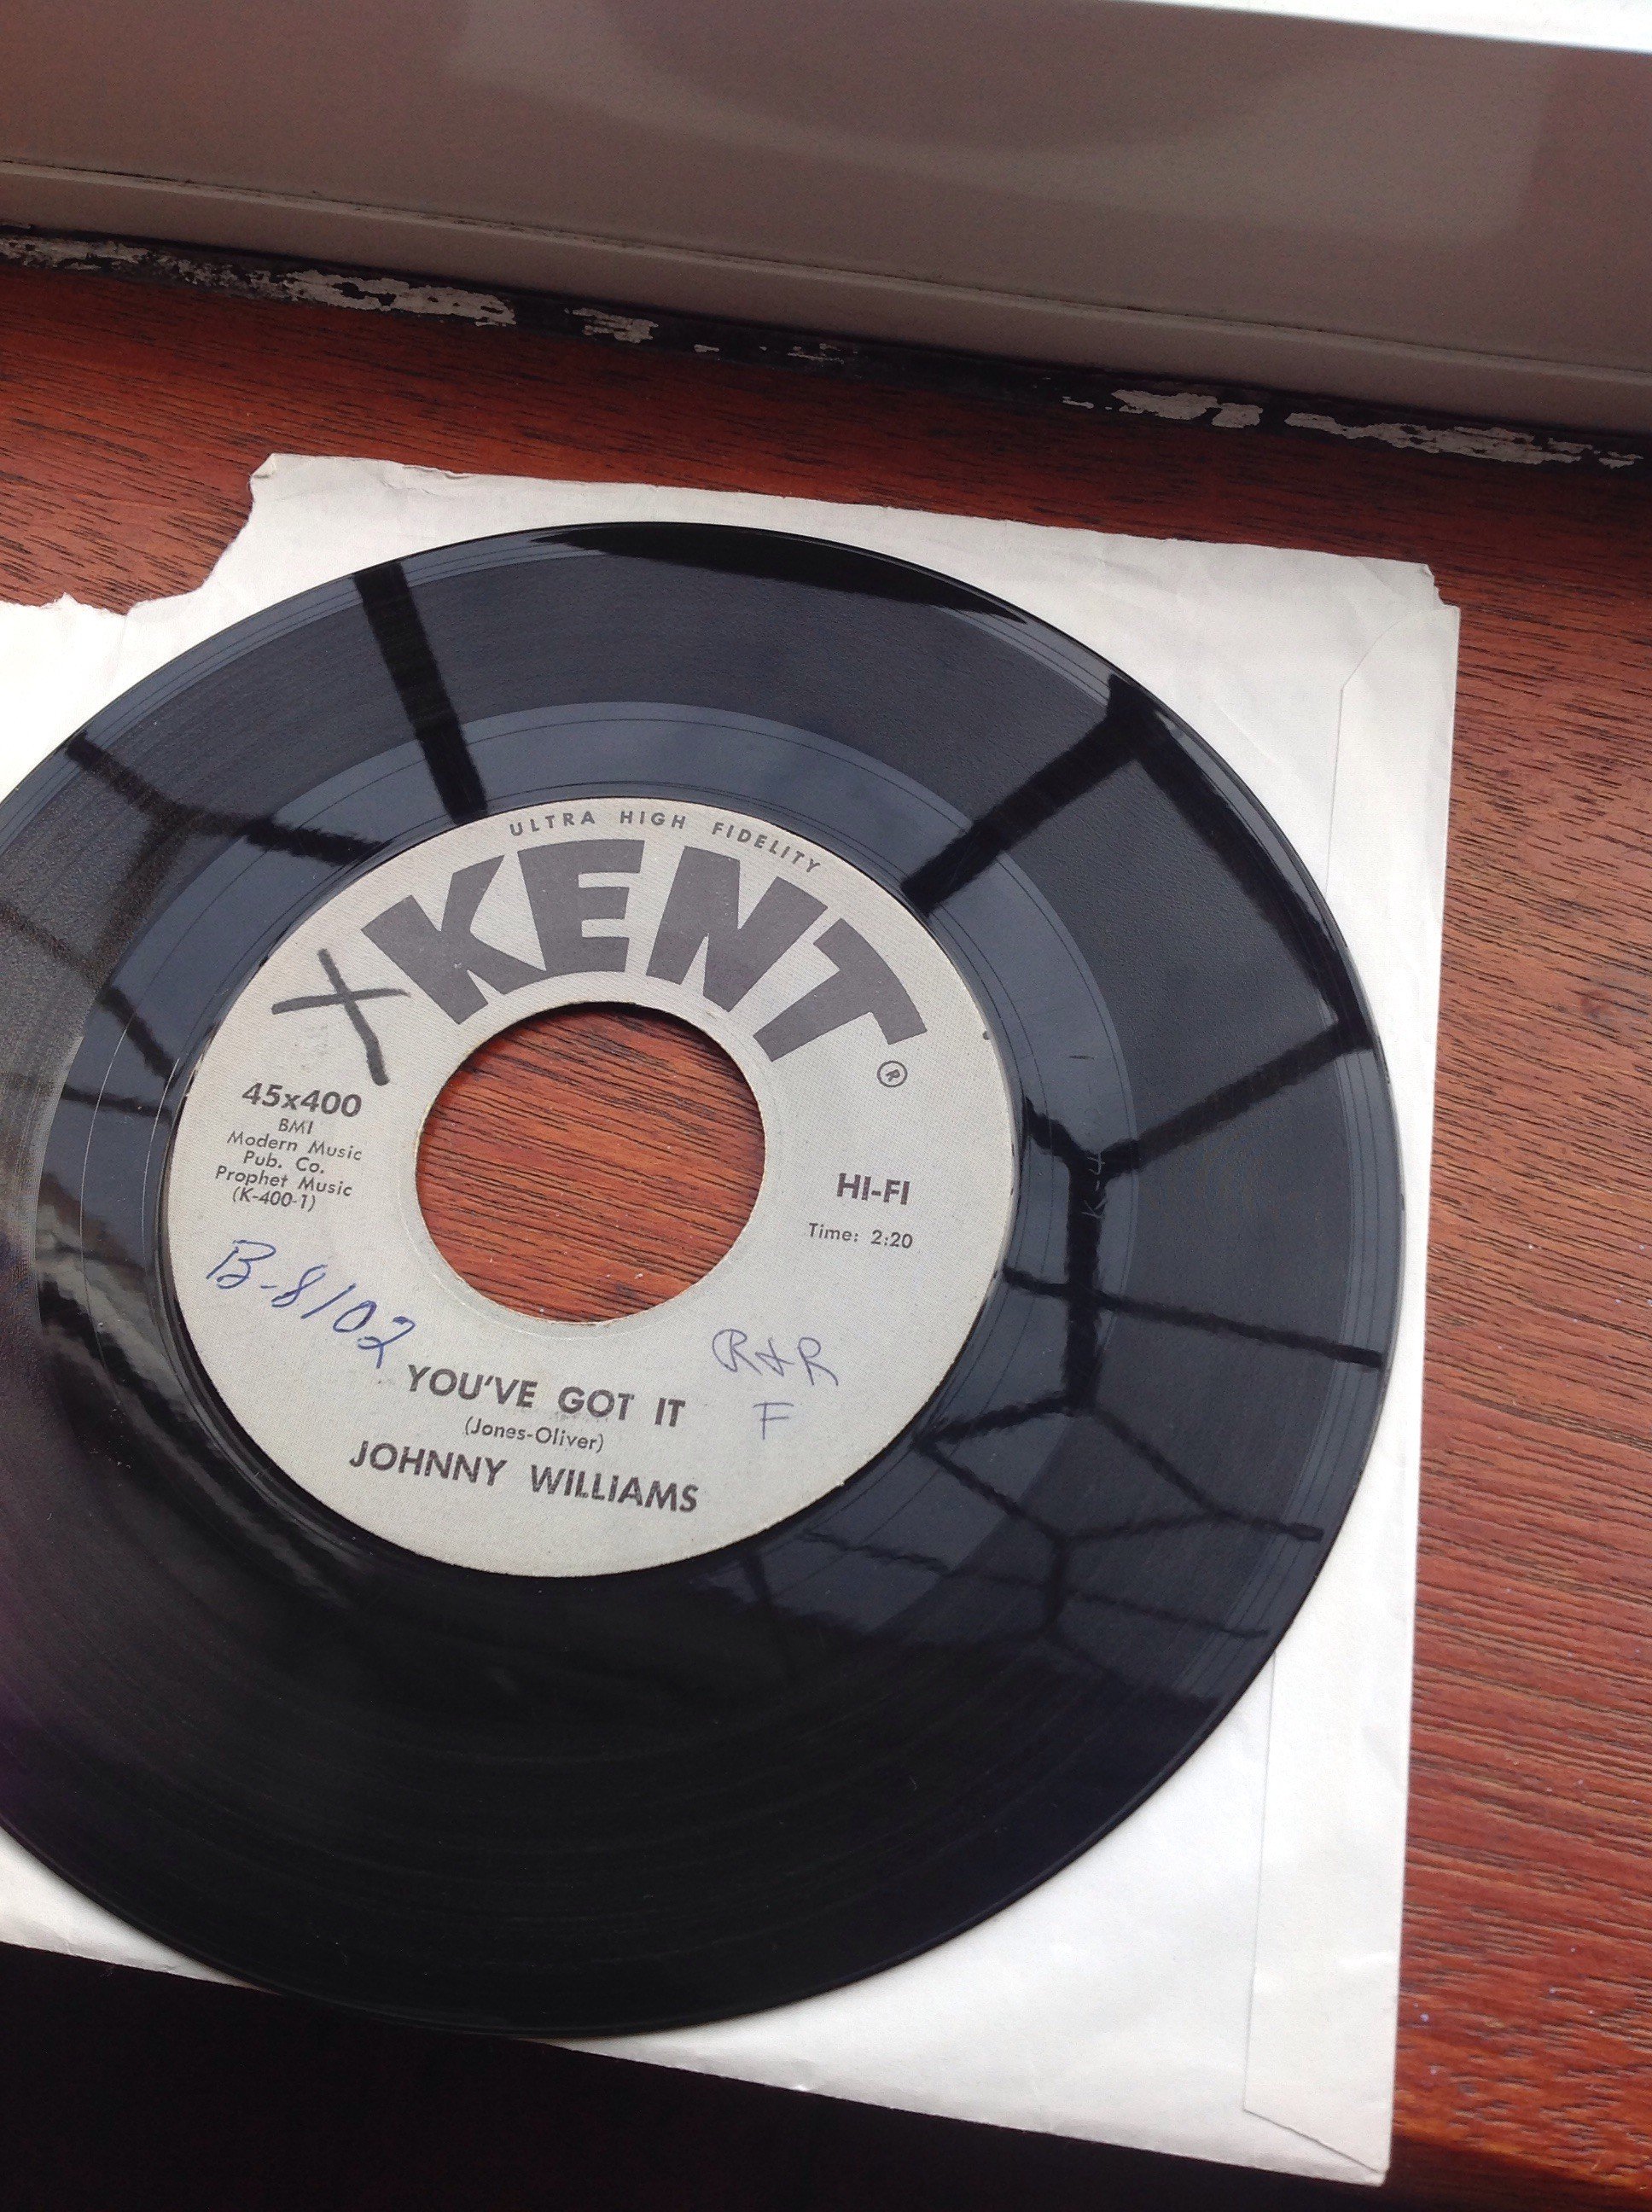 ULTRA HIGH FIDELITY
X KENT ®
45x400
BMI
Modern Music
Pub. Co.
Prophet Music
(K-400-1)
HI-FI
Time: 2:20
B-8102
R&R
F
YOU'VE GOT IT
(Jones-Oliver)
JOHNNY WILLIAMS